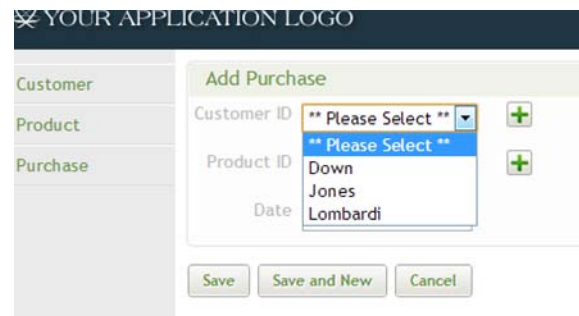 YOUR APPLICATION LOGO
Customer
Product
Purchase
Add Purchase
Customer ID ** Please Select **
** Please Select **
Down
Jones
Lombardi
Product ID
Date
Save Save and New Cancel